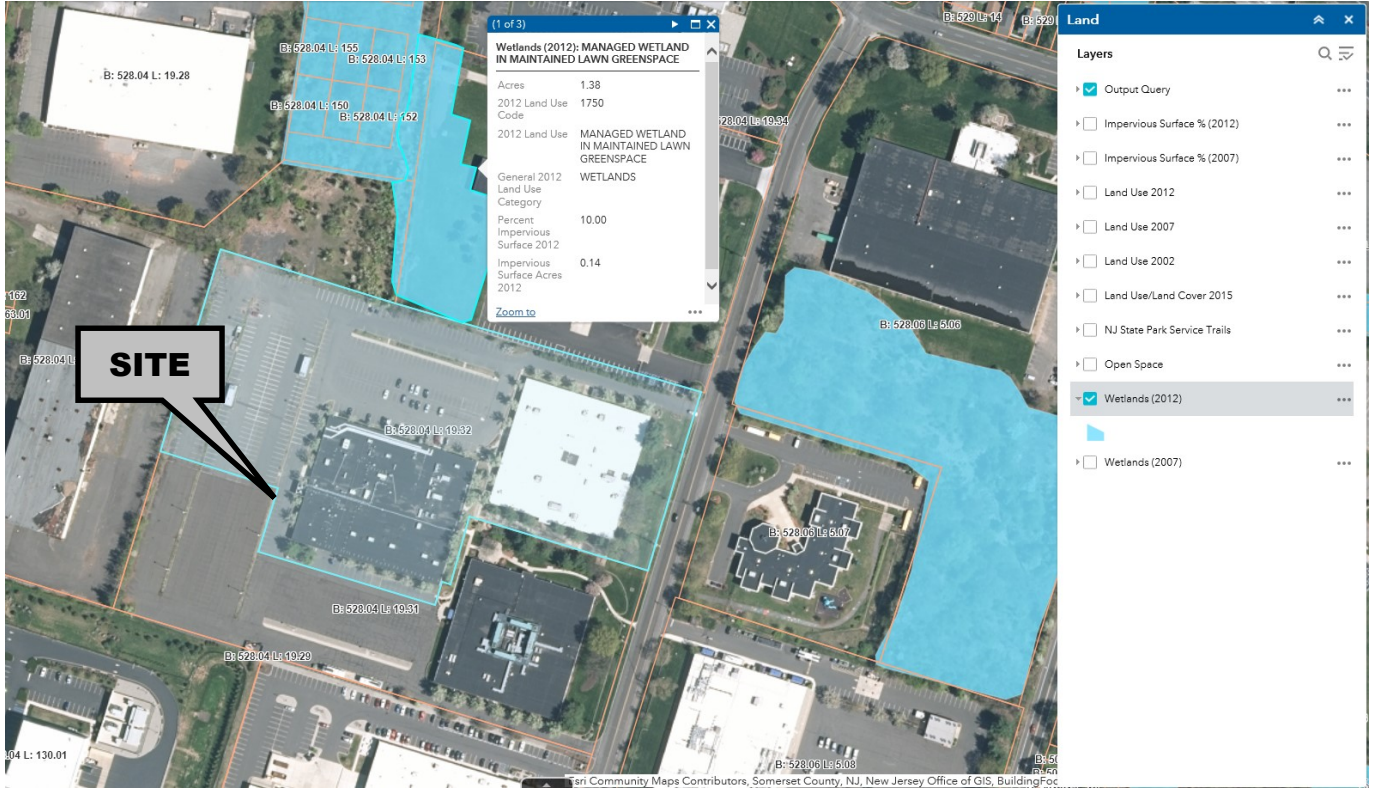 B: 529 L: 14
B: 529
B: 528.04 L: 155
B: 528.04 L: 153
B: 528.04 L: 19.28
B: 528.04 L: 150
B: 528.04 L: 152
528.04 L: 19.34
(1 of 3)
Wetlands (2012): MANAGED WETLAND
IN MAINTAINED LAWN GREENSPACE
Acres 1.38
2012 Land Use 1750
Code
2012 Land Use MANAGED WETLAND
IN MAINTAINED LAWN
GREENSPACE
General 2012 WETLANDS
Land Use
Category
Percent 10.00
Impervious
Surface 2012
Impervious 0.14
Surface Acres
2012
Zoom to
162
63.01
B: 528.04 L:
SITE
B: 528.04 L: 19.32
B: 528.06 L: 5.06
B: 528.06 L: 5.07
B: 528.04 L: 19.31
B: 528.04 L: 19.29
.04 L: 130.01
B: 528.06 L: 5.08
Esri Community Maps Contributors, Somerset County, NJ, New Jersey Office of GIS, BuildingFoo
Land
Layers
Output Query
Impervious Surface % (2012)
Impervious Surface % (2007)
Land Use 2012
Land Use 2007
Land Use 2002
Land Use/Land Cover 2015
NJ State Park Service Trails
Open Space
Wetlands (2012)
Wetlands (2007)